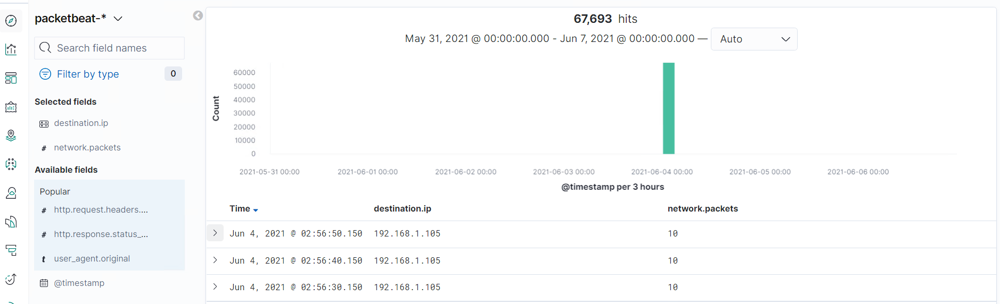 packetbeat-*
Search field names
Filter by type 0
Selected fields
destination.ip
# network.packets
Available fields
Popular
# http.request.headers....
# http.response.status_...
t user_agent.original
@timestamp
67,693 hits
May 31, 2021 @ 00:00:00.000 - Jun 7, 2021 @ 00:00:00.000 — Auto
Count
60000
50000
40000
30000
20000
10000
0
2021-05-31 00:00 2021-06-01 00:00 2021-06-02 00:00 2021-06-03 00:00 2021-06-04 00:00 2021-06-05 00:00 2021-06-06 00:00
@timestamp per 3 hours
Time destination.ip network.packets
Jun 4, 2021 @ 02:56:50.150 192.168.1.105 10
Jun 4, 2021 @ 02:56:40.150 192.168.1.105 10
Jun 4, 2021 @ 02:56:30.150 192.168.1.105 10